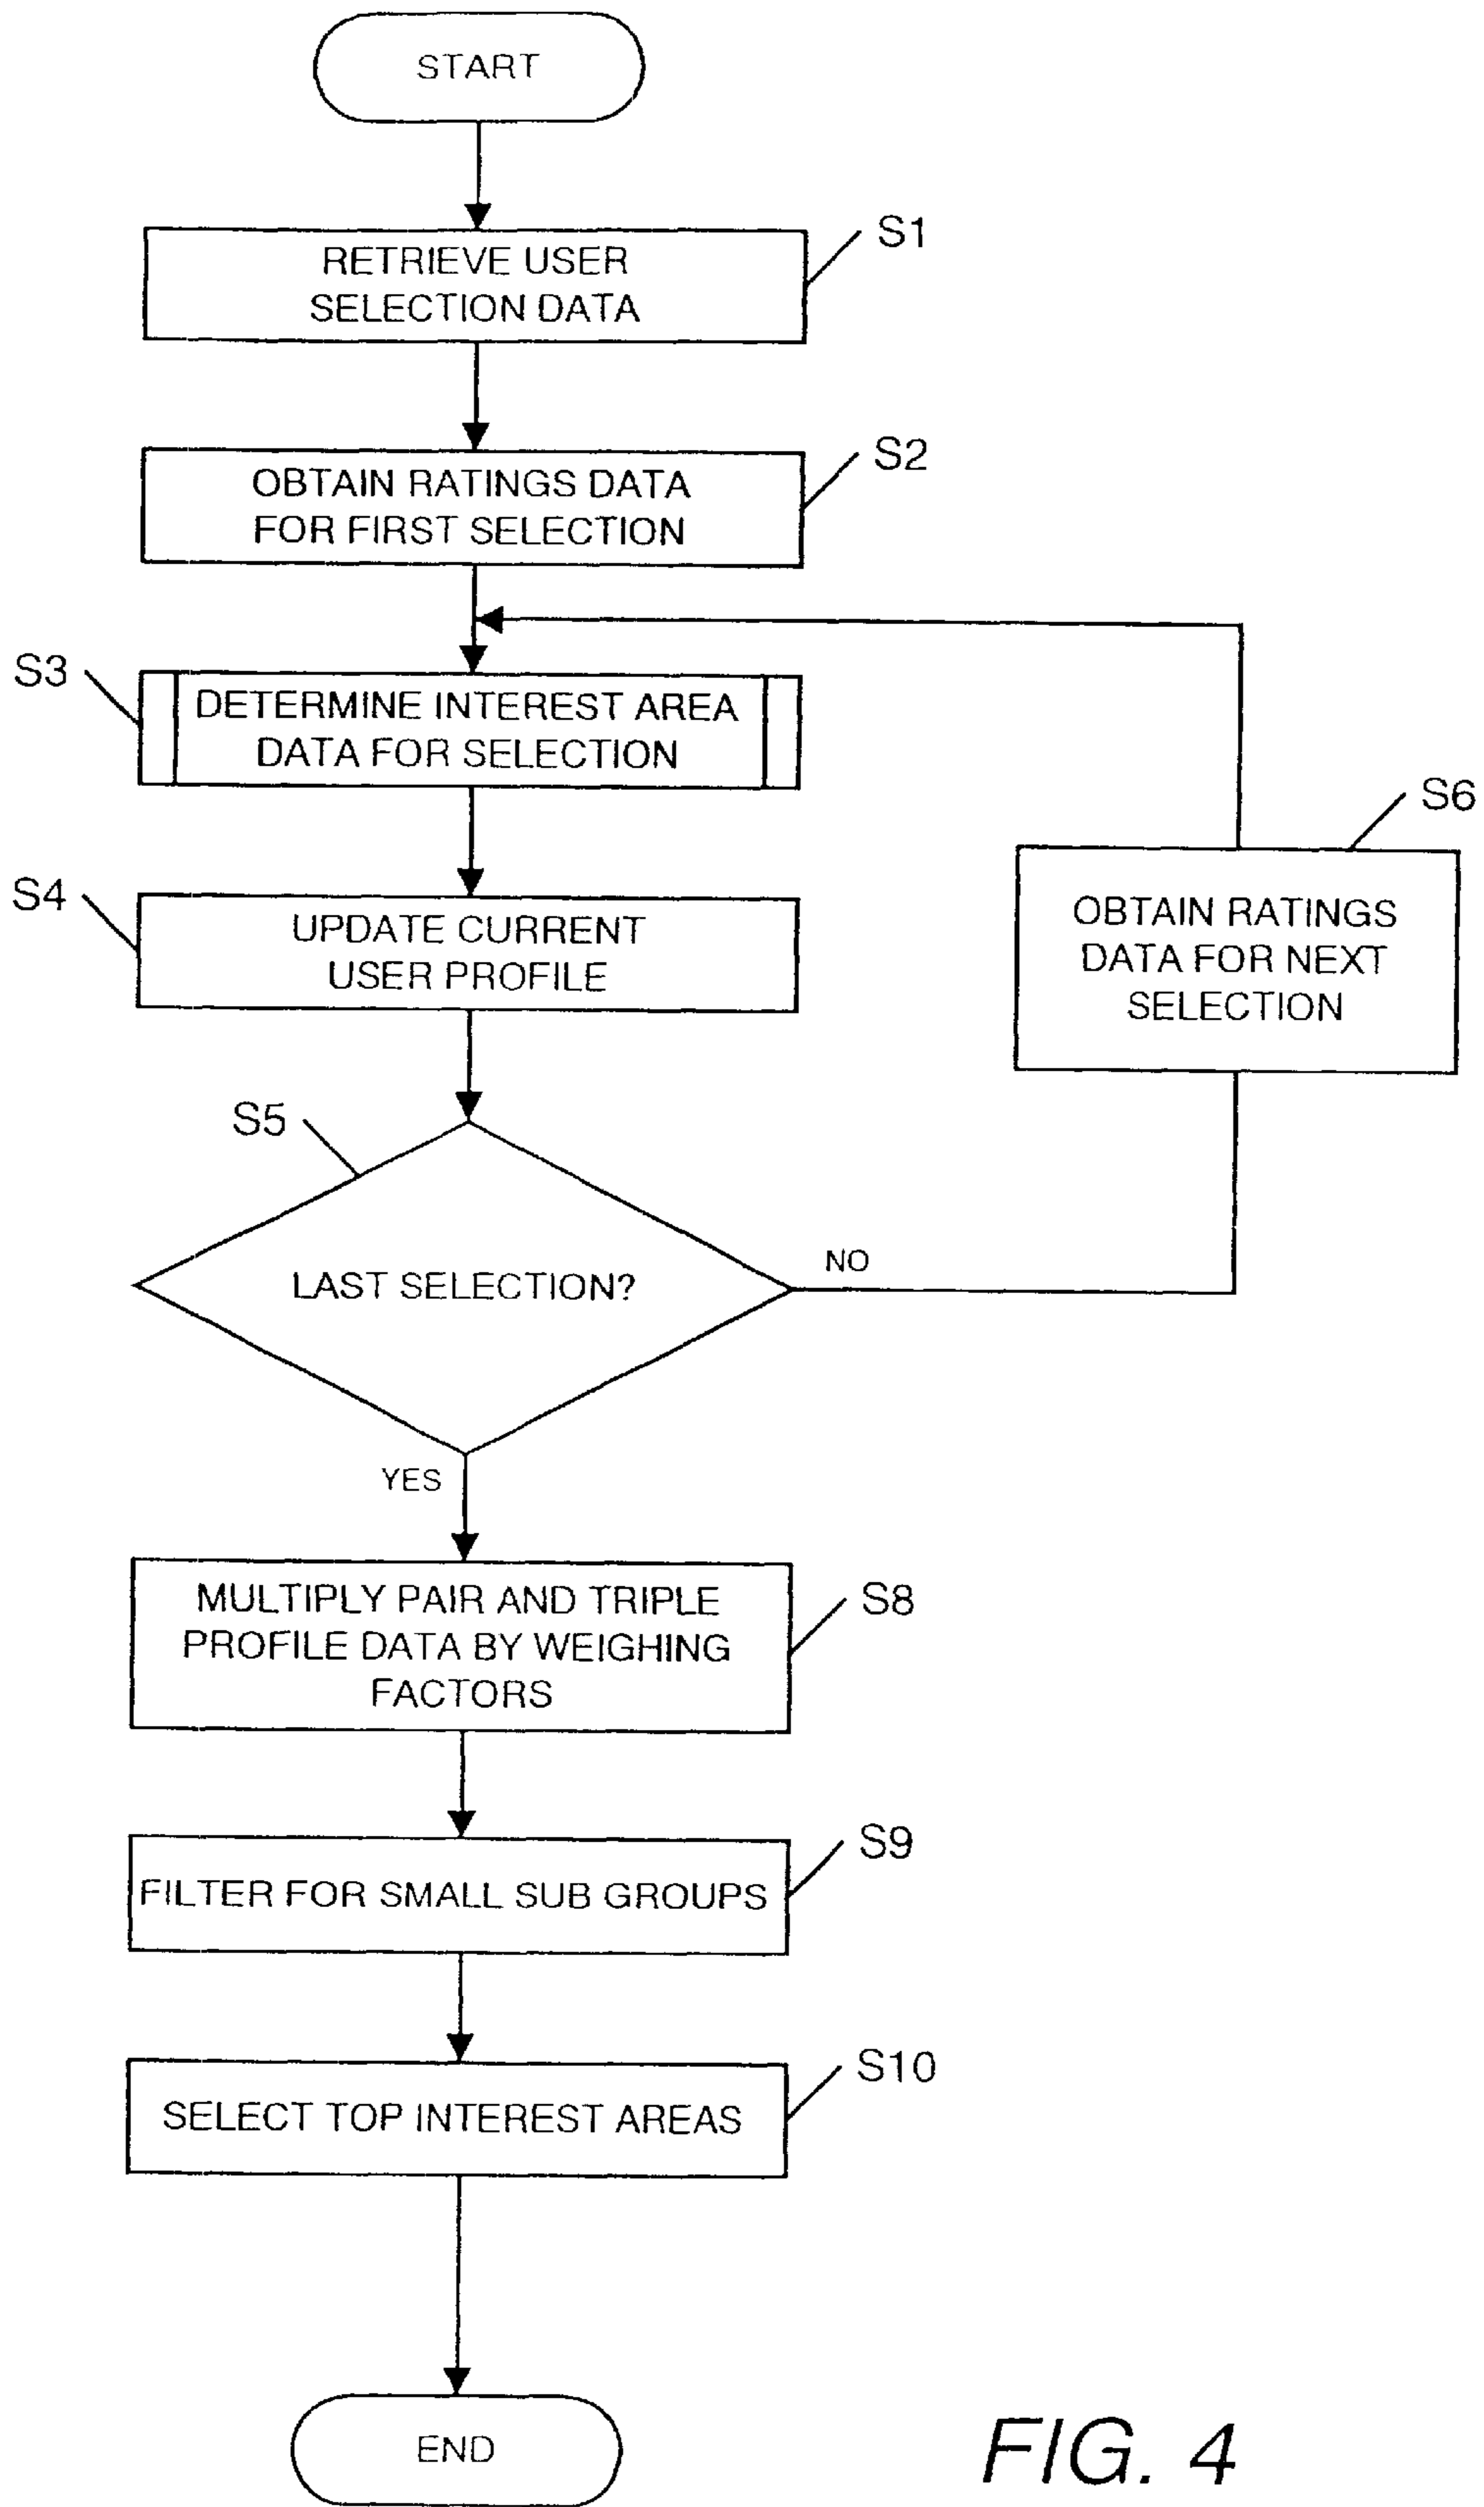 START
S1
RETRIEVE USER
SELECTION DATA
S2
OBTAIN RATINGS DATA
FOR FIRST SELECTION
S3
DETERMINE INTEREST AREA
DATA FOR SELECTION
S6
OBTAIN RATINGS
DATA FOR NEXT
SELECTION
S4
UPDATE CURRENT
USER PROFILE
S5
LAST SELECTION?
NO
YES
S8
MULTIPLY PAIR AND TRIPLE
PROFILE DATA BY WEIGHING
FACTORS
S9
FILTER FOR SMALL SUB GROUPS
S10
SELECT TOP INTEREST AREAS
END
FIG. 4